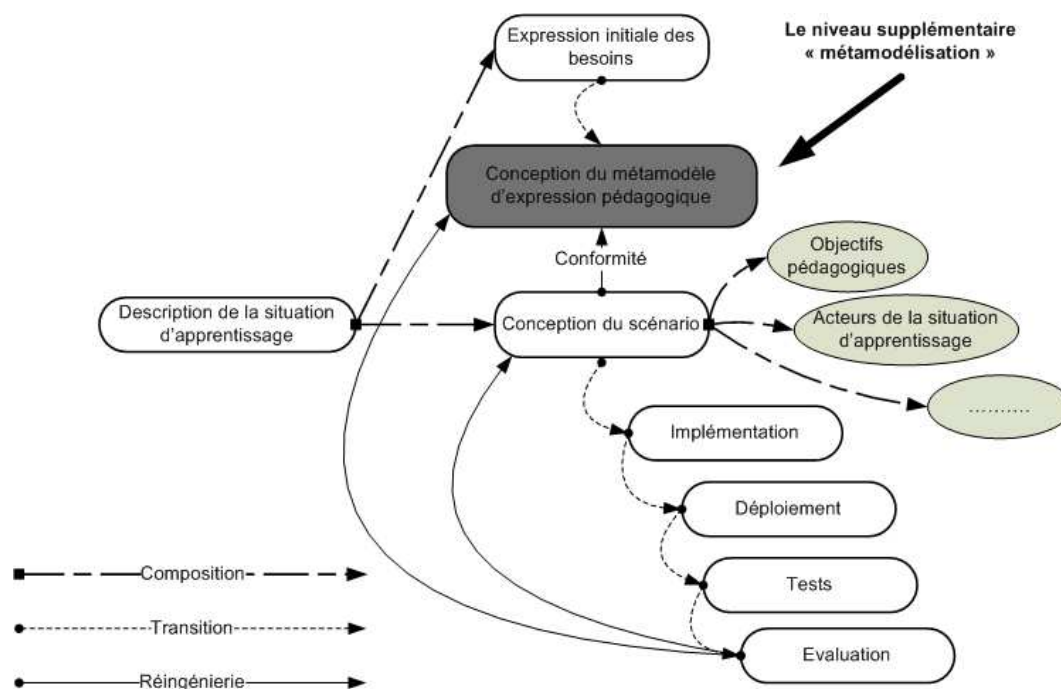 Expression initiale des
besoins
Le niveau supplémentaire
« métamodélisation »
Conception du métamodèle
d'expression pédagogique
Objectifs
pédagogiques
Conformité
Description de la situation
d'apprentissage
Conception du scénario
Acteurs de la situation
d'apprentissage
..........
Implémentation
Déploiement
Composition
Tests
Transition
Evaluation
Réingénierie